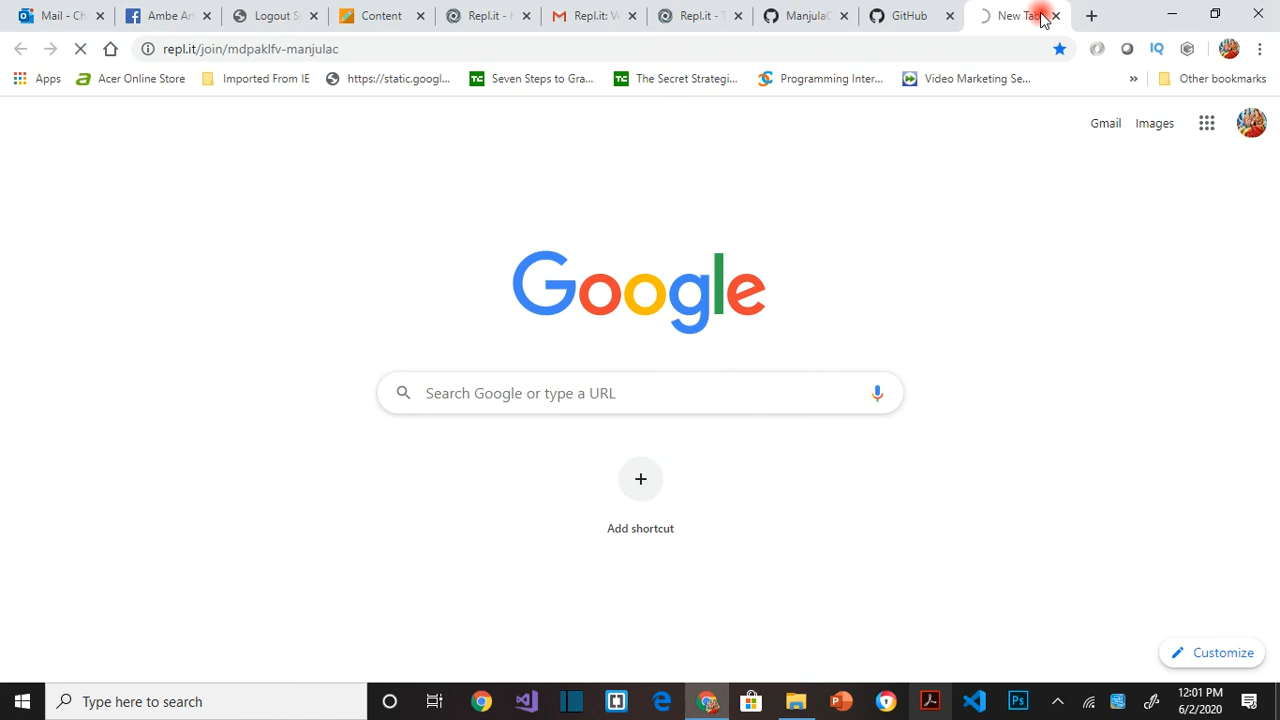 Mail - Ch
Ambe Ar
Logout S
Content
Repl.it -
Repl.it: V
Repl.it -
Manjula
GitHub
New Ta
repl.it/join/mdpaklfv-manjulac
Apps
Acer Online Store
Imported From IE
https://static.googl...
Seven Steps to Gra...
The Secret Strategi...
Programming Inter...
Video Marketing Se...
»
Other bookmarks
Gmail
Images
Google
Search Google or type a URL
Add shortcut
Customize
Type here to search
12:01 PM
6/2/2020